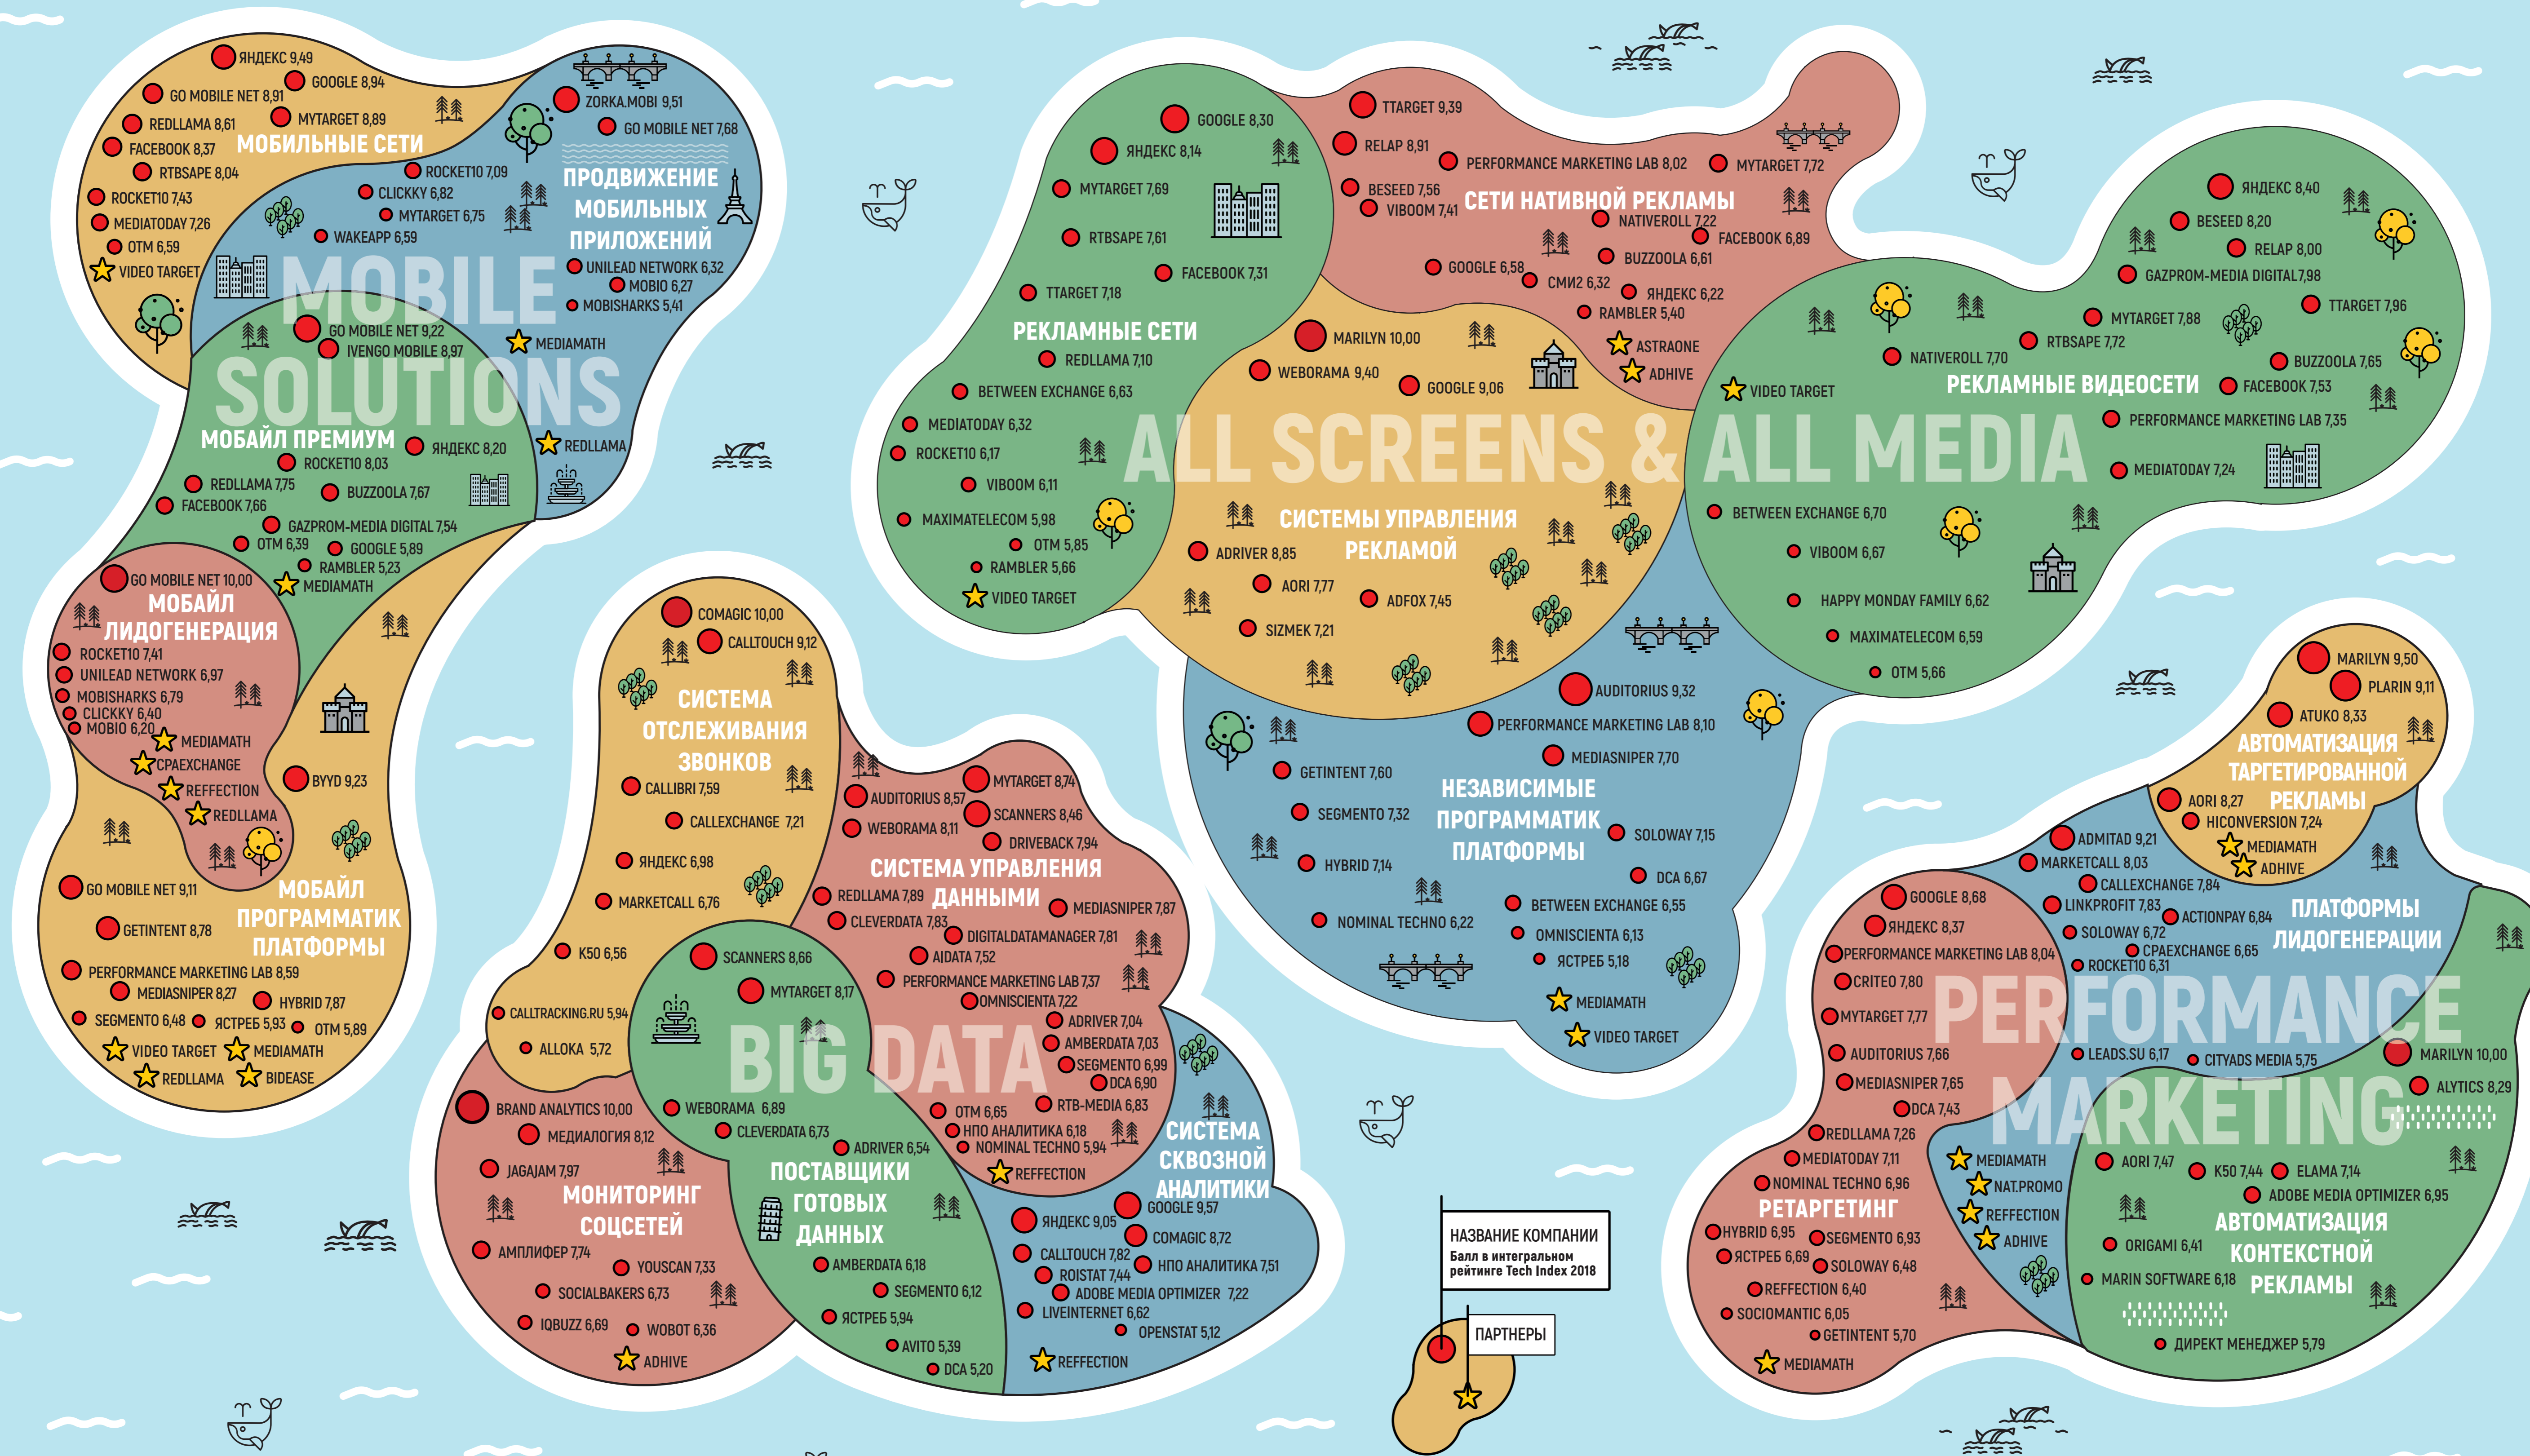 ЯНДЕКС 9,49
GOOGLE 8,94
GO MOBILE NET 8,91
MYTARGET 8,89
REDLLAMA 8,61
МОБИЛЬНЫЕ СЕТИ
FACEBOOK 8,37
RTBSAPE 8,04
ROCKET10 7,43
MEDIATODAY 7,26
ОТМ 6,59
VIDEO TARGET
ZORKA.MOBI 9,51
GO MOBILE NET 7,68
ROCKET10 7,09
CLICKKY 6,82
MYTARGET 6,75
WAKEAPP 6,59
ПРОДВИЖЕНИЕ
МОБИЛЬНЫХ
ПРИЛОЖЕНИЙ
UNILEAD NETWORK 6,32
MOBIO 6,27
MOBISHARKS 5,41
MEDIAMATH
REDLLAMA
MOBILE
SOLUTIONS
GO MOBILE NET 9,22
IVENGO MOBILE 8,97
МОБАЙЛ ПРЕМИУМ
ЯНДЕКС 8,20
ROCKET10 8,03
REDLLAMA 7,75
BUZZOOLA 7,67
FACEBOOK 7,66
GAZPROM-MEDIA DIGITAL 7,54
ОТМ 6,39
GOOGLE 5,89
RAMBLER 5,23
MEDIAMATH
GO MOBILE NET 10,00
МОБАЙЛ
ЛИДОГЕНЕРАЦИЯ
ROCKET10 7,41
UNILEAD NETWORK 6,97
MOBISHARKS 6,79
CLICKKY 6,40
MOBIO 6,20
MEDIAMATH
CPAEXCHANGE
REFFECTION
REDLLAMA
BYYD 9,23
GO MOBILE NET 9,11
МОБАЙЛ
ПРОГРАММАТИК
ПЛАТФОРМЫ
GETINTENT 8,78
PERFORMANCE MARKETING LAB 8,59
MEDIASNIPER 8,27
HYBRID 7,87
SEGMENTO 6,48
ЯСТРЕБ 5,93
ОТМ 5,89
VIDEO TARGET
MEDIAMATH
REDLLAMA
BIDEASE
COMAGIC 10,00
CALLTOUCH 9,12
СИСТЕМА
ОТСЛЕЖИВАНИЯ
ЗВОНКОВ
CALLIBRI 7,59
CALLEXCHANGE 7,21
ЯНДЕКС 6,98
MARKETCALL 6,76
K50 6,56
CALLTRACKING.RU 5,94
ALLOKA 5,72
MYTARGET 8,74
AUDITORIUS 8,57
SCANNERS 8,46
WEBORAMA 8,11
DRIVEBACK 7,94
СИСТЕМА УПРАВЛЕНИЯ
ДАННЫМИ
REDLLAMA 7,89
MEDIASNIPER 7,87
CLEVERDATA 7,83
DIGITALDATAMANAGER 7,81
AIDATA 7,52
PERFORMANCE MARKETING LAB 7,37
OMNISCIENTA 7,22
ADRIVER 7,04
AMBERDATA 7,03
SEGMENTO 6,99
DCA 6,90
RTB-MEDIA 6,83
ОТМ 6,65
НПО АНАЛИТИКА 6,18
NOMINAL TECHNO 5,94
REFFECTION
BIG DATA
SCANNERS 8,66
MYTARGET 8,17
WEBORAMA 6,89
CLEVERDATA 6,73
ADRIVER 6,54
ПОСТАВЩИКИ
ГОТОВЫХ
ДАННЫХ
AMBERDATA 6,18
SEGMENTO 6,12
ЯСТРЕБ 5,94
AVITO 5,39
DCA 5,20
BRAND ANALYTICS 10,00
МЕДИАЛОГИЯ 8,12
JAGAJAM 7,97
МОНИТОРИНГ
СОЦСЕТЕЙ
АМПЛИФЕР 7,74
YOUSCAN 7,33
SOCIALBAKERS 6,73
IQBUZZ 6,69
WOBOT 6,36
ADHIVE
СИСТЕМА
СКВОЗНОЙ
АНАЛИТИКИ
GOOGLE 9,57
ЯНДЕКС 9,05
COMAGIC 8,72
CALLTOUCH 7,82
НПО АНАЛИТИКА 7,51
ROISTAT 7,44
ADOBE MEDIA OPTIMIZER 7,22
LIVEINTERNET 6,62
OPENSTAT 5,12
REFFECTION
GOOGLE 8,30
ЯНДЕКС 8,14
MYTARGET 7,69
RTBSAPE 7,61
FACEBOOK 7,31
TTARGET 7,18
РЕКЛАМНЫЕ СЕТИ
REDLLAMA 7,10
BETWEEN EXCHANGE 6,63
MEDIATODAY 6,32
ROCKET10 6,17
VIBOOM 6,11
MAXIMATELECOM 5,98
ОТМ 5,85
RAMBLER 5,66
VIDEO TARGET
TTARGET 9,39
RELAP 8,91
PERFORMANCE MARKETING LAB 8,02
MYTARGET 7,72
BESEED 7,56
VIBOOM 7,41
СЕТИ НАТИВНОЙ РЕКЛАМЫ
NATIVEROLL 7,22
FACEBOOK 6,89
BUZZOOLA 6,61
GOOGLE 6,58
СМИ2 6,32
ЯНДЕКС 6,22
RAMBLER 5,40
ASTRAONE
ADHIVE
ALL SCREENS & ALL MEDIA
MARILYN 10,00
WEBORAMA 9,40
GOOGLE 9,06
СИСТЕМЫ УПРАВЛЕНИЯ
РЕКЛАМОЙ
ADRIVER 8,85
AORI 7,77
ADFOX 7,45
SIZMEK 7,21
ЯНДЕКС 8,40
BESEED 8,20
RELAP 8,00
GAZPROM-MEDIA DIGITAL7,98
TTARGET 7,96
MYTARGET 7,88
RTBSAPE 7,72
NATIVEROLL 7,70
BUZZOOLA 7,65
РЕКЛАМНЫЕ ВИДЕОСЕТИ
FACEBOOK 7,53
VIDEO TARGET
PERFORMANCE MARKETING LAB 7,35
MEDIATODAY 7,24
BETWEEN EXCHANGE 6,70
VIBOOM 6,67
HAPPY MONDAY FAMILY 6,62
MAXIMATELECOM 6,59
ОТМ 5,66
AUDITORIUS 9,32
PERFORMANCE MARKETING LAB 8,10
MEDIASNIPER 7,70
GETINTENT 7,60
НЕЗАВИСИМЫЕ
ПРОГРАММАТИК
ПЛАТФОРМЫ
SEGMENTO 7,32
SOLOWAY 7,15
HYBRID 7,14
DCA 6,67
BETWEEN EXCHANGE 6,55
NOMINAL TECHNO 6,22
OMNISCIENTA 6,13
ЯСТРЕБ 5,18
MEDIAMATH
VIDEO TARGET
MARILYN 9,50
PLARIN 9,11
ATUKO 8,33
АВТОМАТИЗАЦИЯ
ТАРГЕТИРОВАННОЙ
РЕКЛАМЫ
AORI 8,27
HICONVERSION 7,24
MEDIAMATH
ADHIVE
ADMITAD 9,21
MARKETCALL 8,03
CALLEXCHANGE 7,84
LINKPROFIT 7,83
ACTIONPAY 6,84
SOLOWAY 6,72
CPAEXCHANGE 6,65
ROCKET10 6,31
ПЛАТФОРМЫ
ЛИДОГЕНЕРАЦИИ
LEADS.SU 6,17
CITYADS MEDIA 5,75
MEDIAMATH
NAT.PROMO
REFFECTION
ADHIVE
PERFORMANCE
MARKETING
GOOGLE 8,68
ЯНДЕКС 8,37
PERFORMANCE MARKETING LAB 8,04
CRITEO 7,80
MYTARGET 7,77
AUDITORIUS 7,66
MEDIASNIPER 7,65
DCA 7,43
REDLLAMA 7,26
MEDIATODAY 7,11
NOMINAL TECHNO 6,96
РЕТАРГЕТИНГ
HYBRID 6,95
SEGMENTO 6,93
ЯСТРЕБ 6,69
SOLOWAY 6,48
REFFECTION 6,40
SOCIOMANTIC 6,05
GETINTENT 5,70
MEDIAMATH
MARILYN 10,00
ALYTICS 8,29
AORI 7,47
K50 7,44
ELAMA 7,14
ADOBE MEDIA OPTIMIZER 6,95
АВТОМАТИЗАЦИЯ
КОНТЕКСТНОЙ
РЕКЛАМЫ
ORIGAMI 6,41
MARIN SOFTWARE 6,18
ДИРЕКТ МЕНЕДЖЕР 5,79
НАЗВАНИЕ КОМПАНИИ
Балл в интегральном
рейтинге Tech Index 2018
ПАРТНЕРЫ